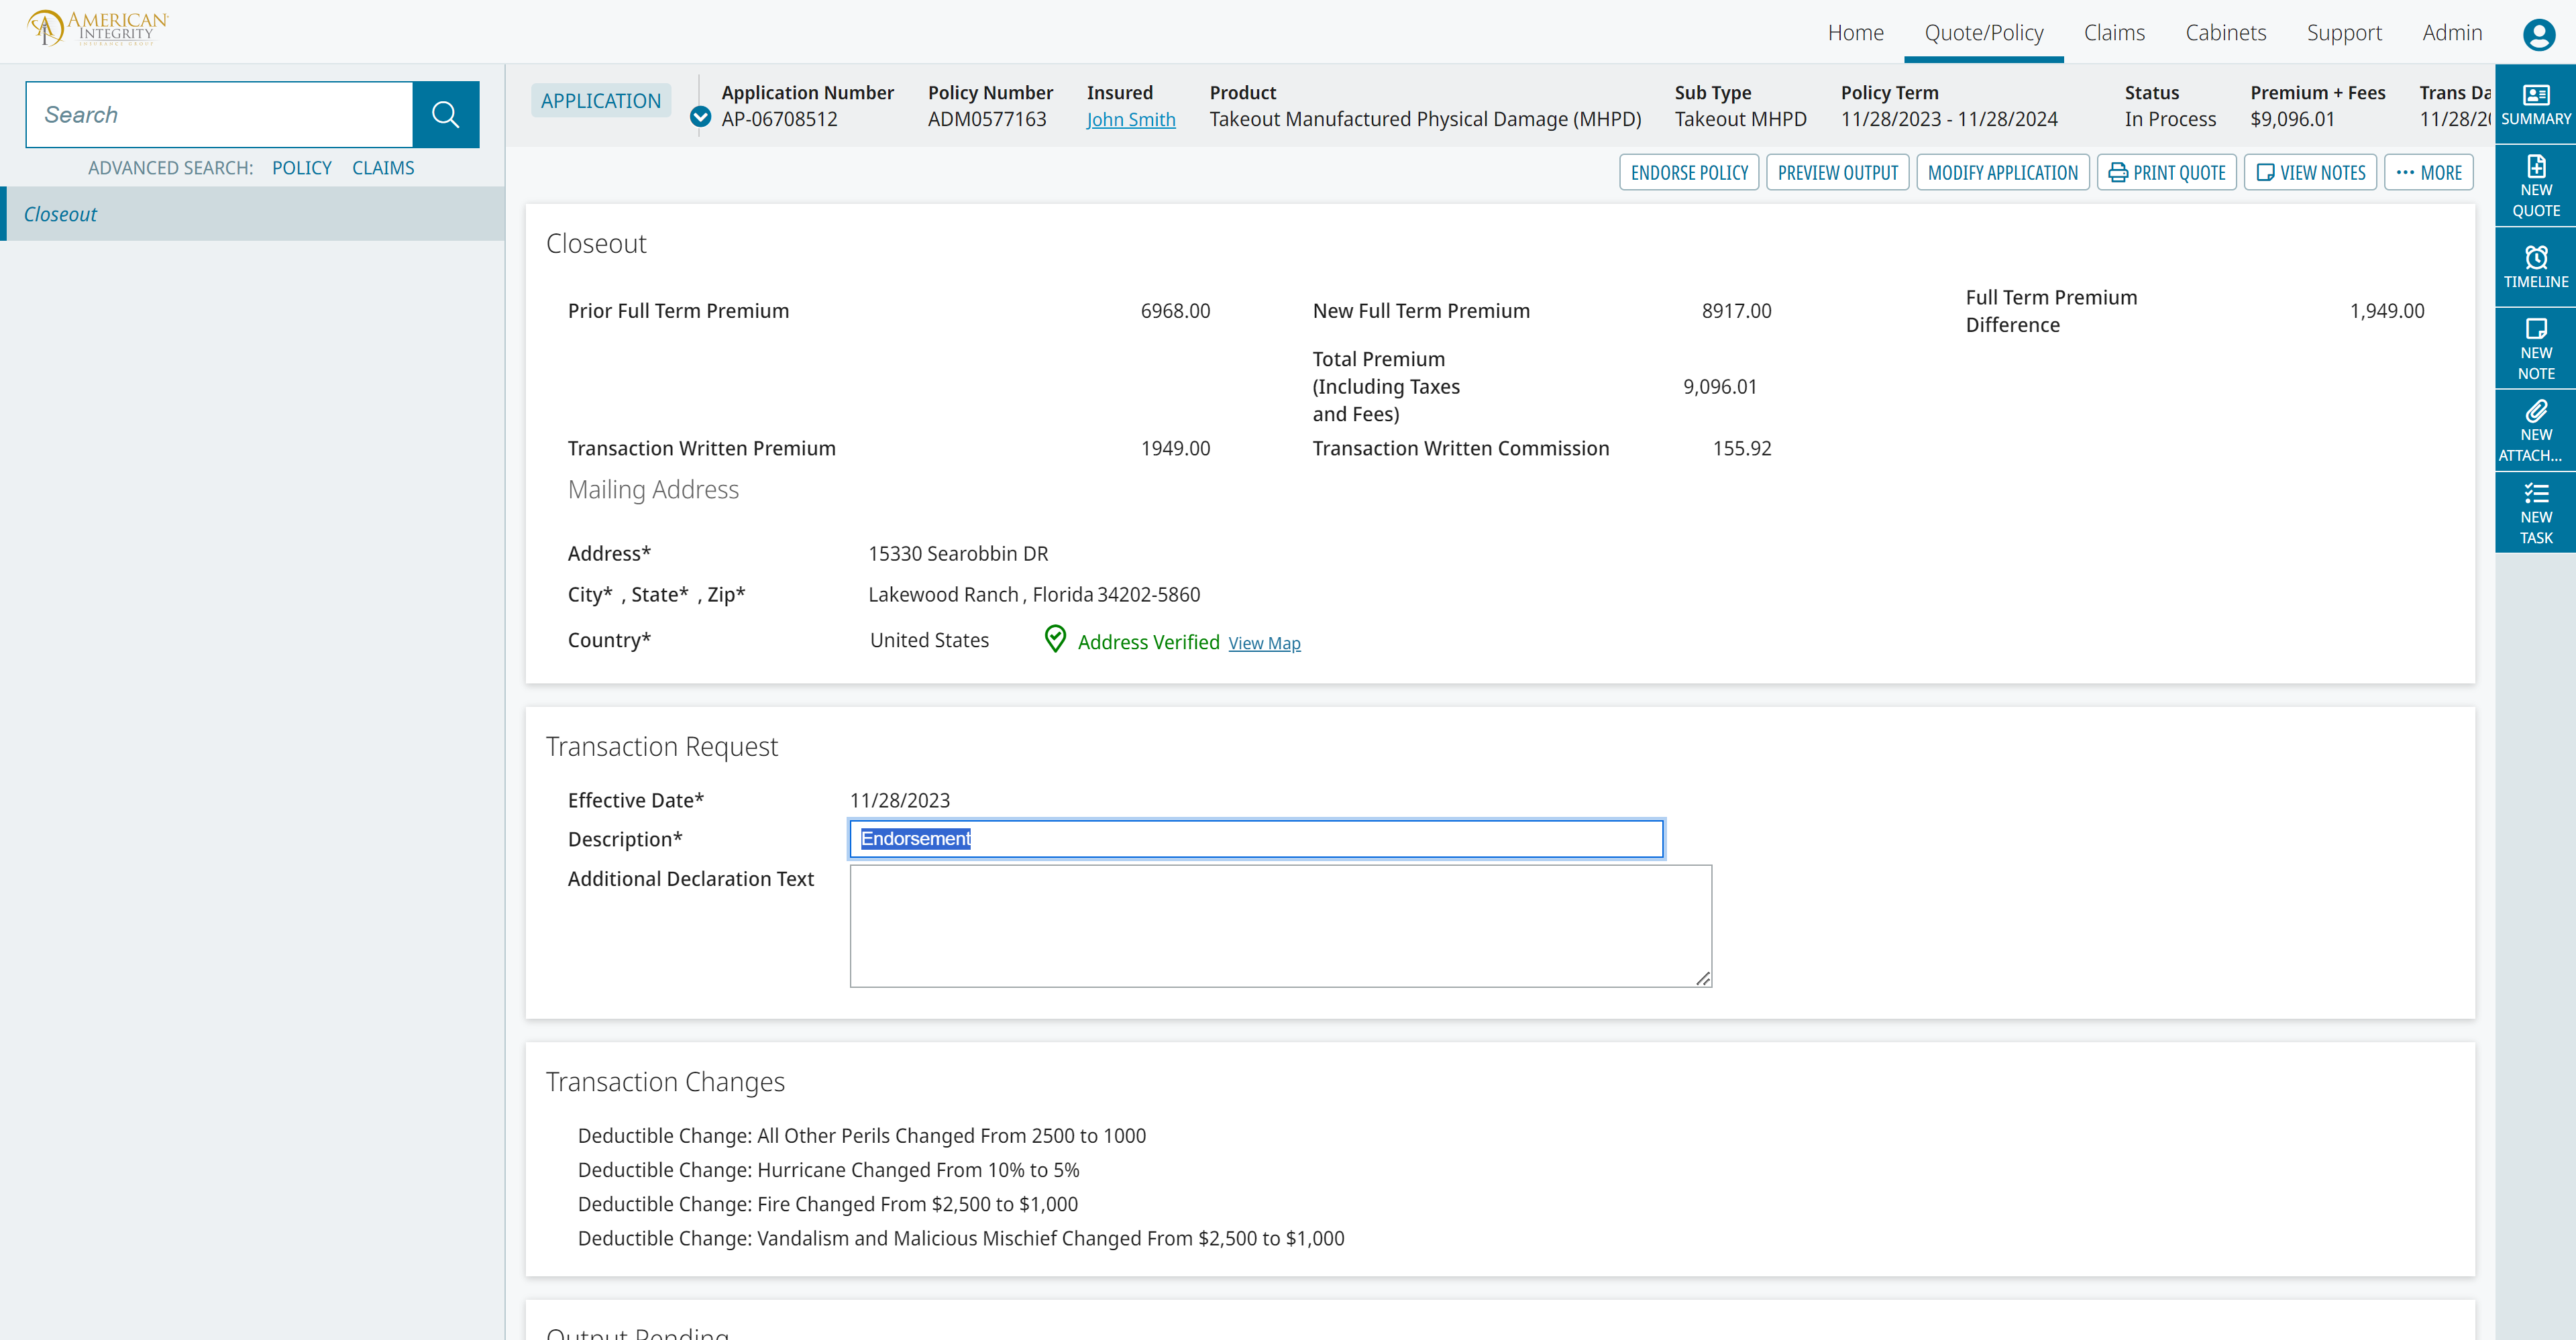 AMERICAN
INTEGRITY
INSURANCE GROUP
Home Quote/Policy Claims Cabinets Support Admin
Search
ADVANCED SEARCH: POLICY CLAIMS
Closeout
APPLICATION
Application Number Policy Number Insured Product Sub Type Policy Term Status Premium + Fees Trans Da
AP-06708512 ADM0577163 John Smith Takeout Manufactured Physical Damage (MHPD) Takeout MHPD 11/28/2023 - 11/28/2024 In Process $9,096.01 11/28/20
ENDORSE POLICY PREVIEW OUTPUT MODIFY APPLICATION PRINT QUOTE VIEW NOTES ··· MORE
SUMMARY
NEW
QUOTE
TIMELINE
NEW
NOTE
NEW
ATTACH...
NEW
TASK
Closeout
Prior Full Term Premium 6968.00 New Full Term Premium 8917.00 Full Term Premium
Difference 1,949.00
Total Premium
(Including Taxes 9,096.01
and Fees)
Transaction Written Premium 1949.00 Transaction Written Commission 155.92
Mailing Address
Address* 15330 Searobbin DR
City* , State* , Zip* Lakewood Ranch , Florida 34202-5860
Country* United States Address Verified View Map
Transaction Request
Effective Date* 11/28/2023
Description* Endorsement
Additional Declaration Text
Transaction Changes
Deductible Change: All Other Perils Changed From 2500 to 1000
Deductible Change: Hurricane Changed From 10% to 5%
Deductible Change: Fire Changed From $2,500 to $1,000
Deductible Change: Vandalism and Malicious Mischief Changed From $2,500 to $1,000
Output Pending